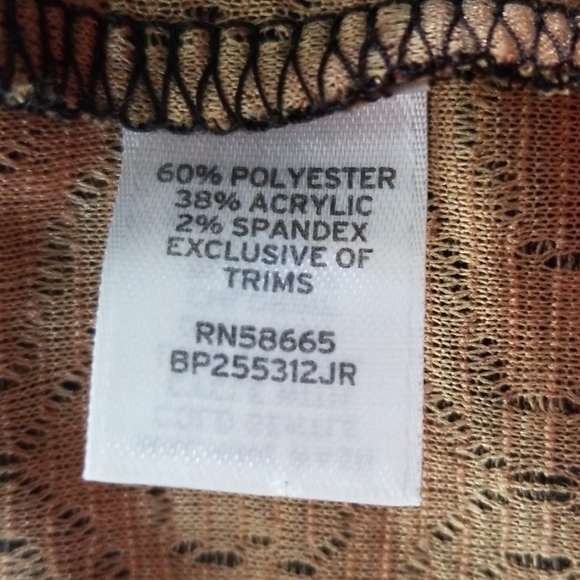 60% POLYESTER
38% ACRYLIC
2% SPANDEX
EXCLUSIVE OF
TRIMS
RN58665
BP255312JR